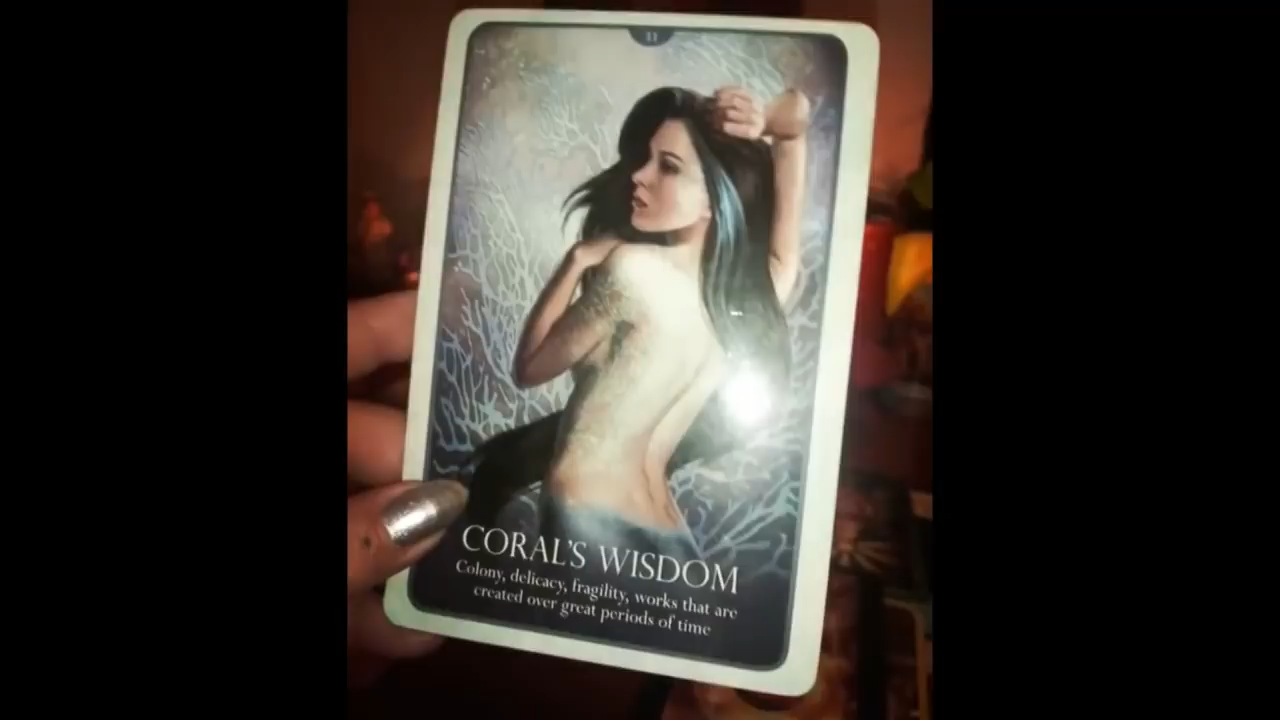 11
CORAL'S WISDOM
Colony, delicacy, fragility, works that are
created over great periods of time